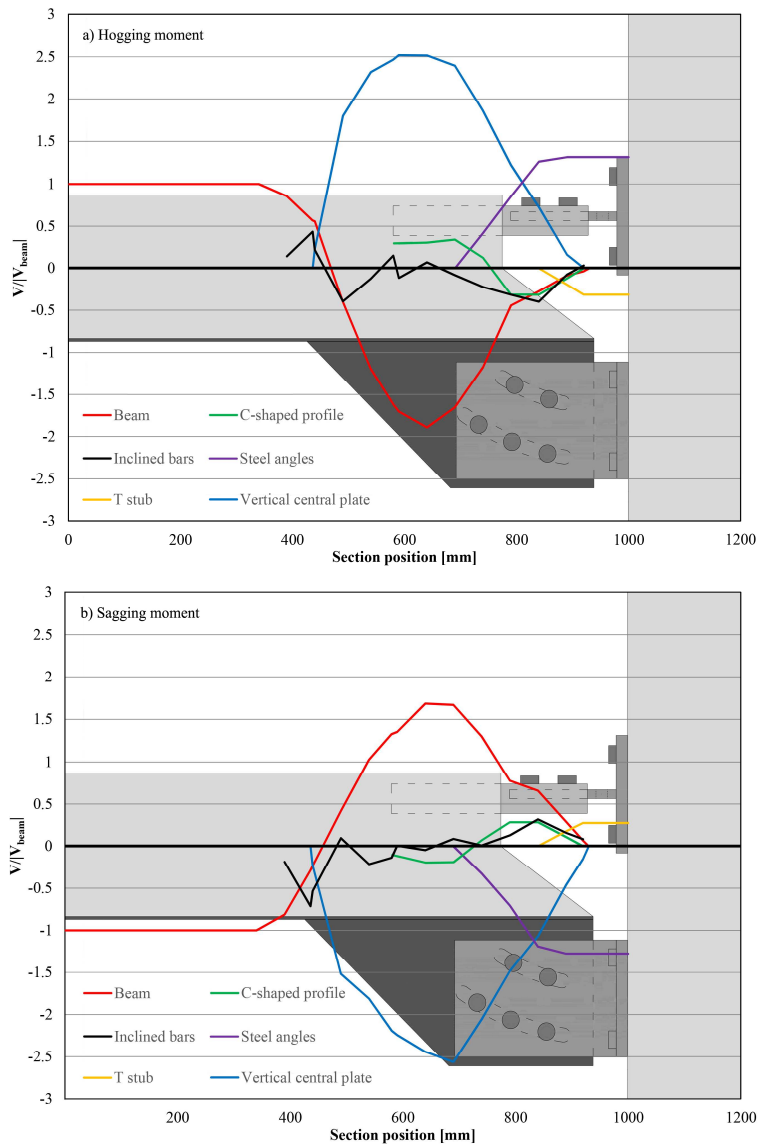 a) Hogging moment
3
2.5
2
1.5
1
0.5
0
-0.5
-1
-1.5
-2
-2.5
-3
V/|Vbeam|
Beam
C-shaped profile
Inclined bars
Steel angles
T stub
Vertical central plate
0 200 400 600 800 1000 1200
Section position [mm]
b) Sagging moment
3
2.5
2
1.5
1
0.5
0
-0.5
-1
-1.5
-2
-2.5
-3
V/|Vbeam|
Beam
C-shaped profile
Inclined bars
Steel angles
T stub
Vertical central plate
200 400 600 800 1000 1200
Section position [mm]